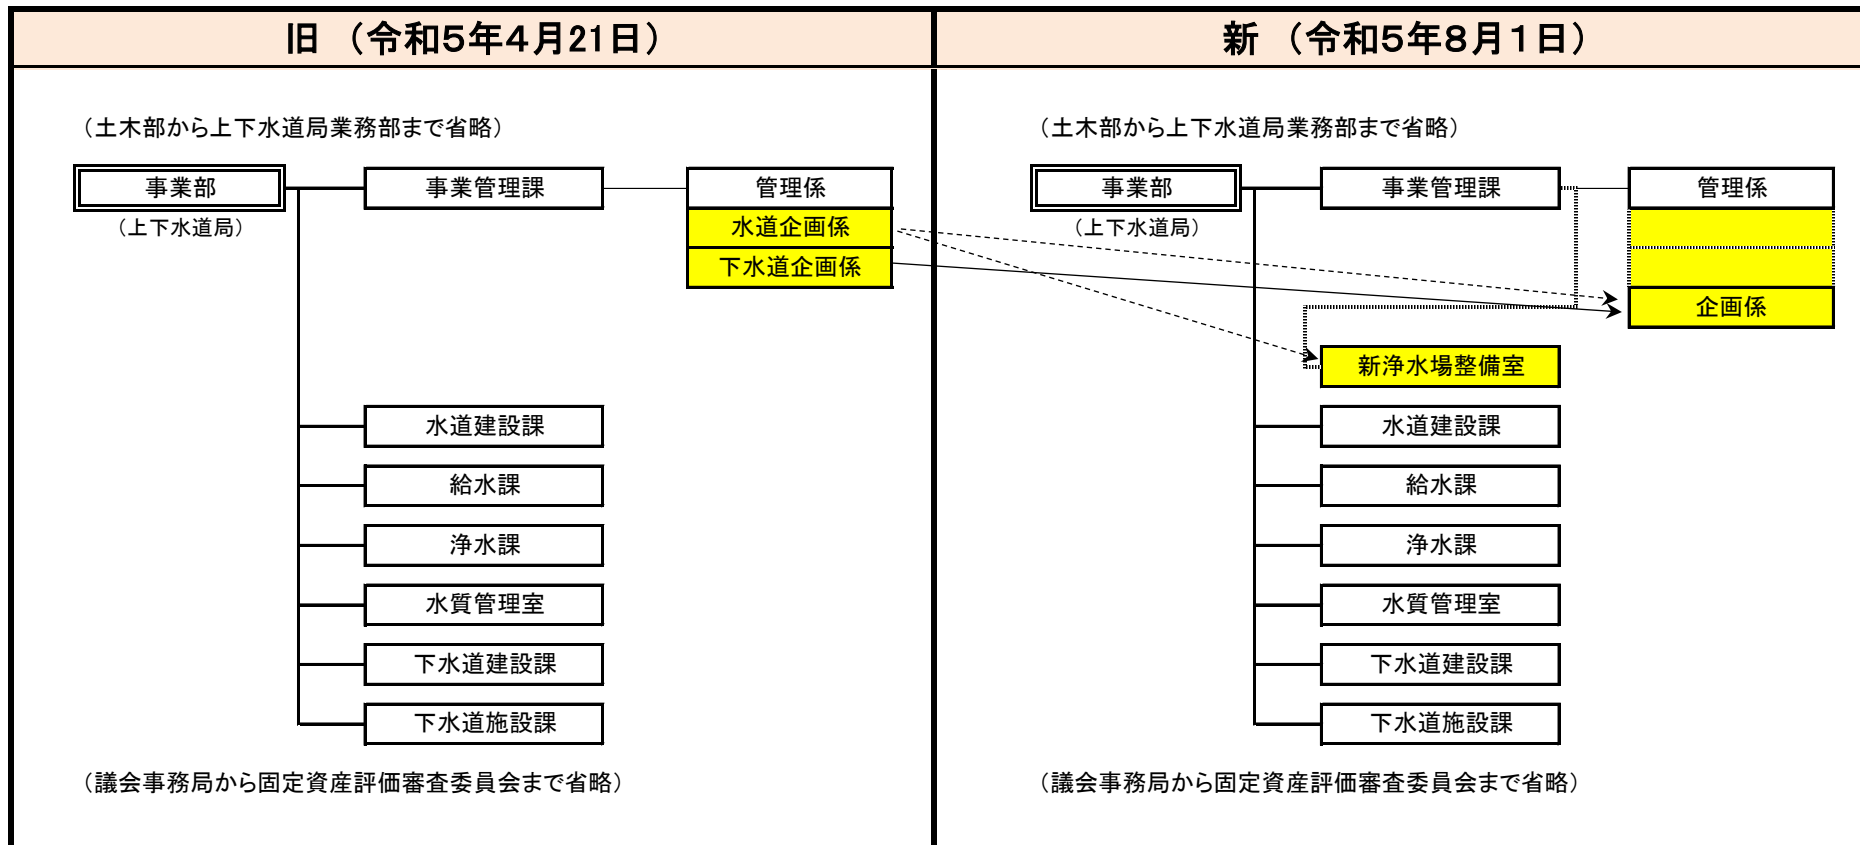 旧 （令和５年４月21日）
（土木部から上下水道局業務部まで省略）
事業部
事業管理課
管理係
（上下水道局）
水道企画係
下水道企画係
水道建設課
給水課
浄水課
水質管理室
下水道建設課
下水道施設課
（議会事務局から固定資産評価審査委員会まで省略）
新 （令和５年８月１日）
（土木部から上下水道局業務部まで省略）
事業部
事業管理課
管理係
（上下水道局）
企画係
新浄水場整備室
水道建設課
給水課
浄水課
水質管理室
下水道建設課
下水道施設課
（議会事務局から固定資産評価審査委員会まで省略）